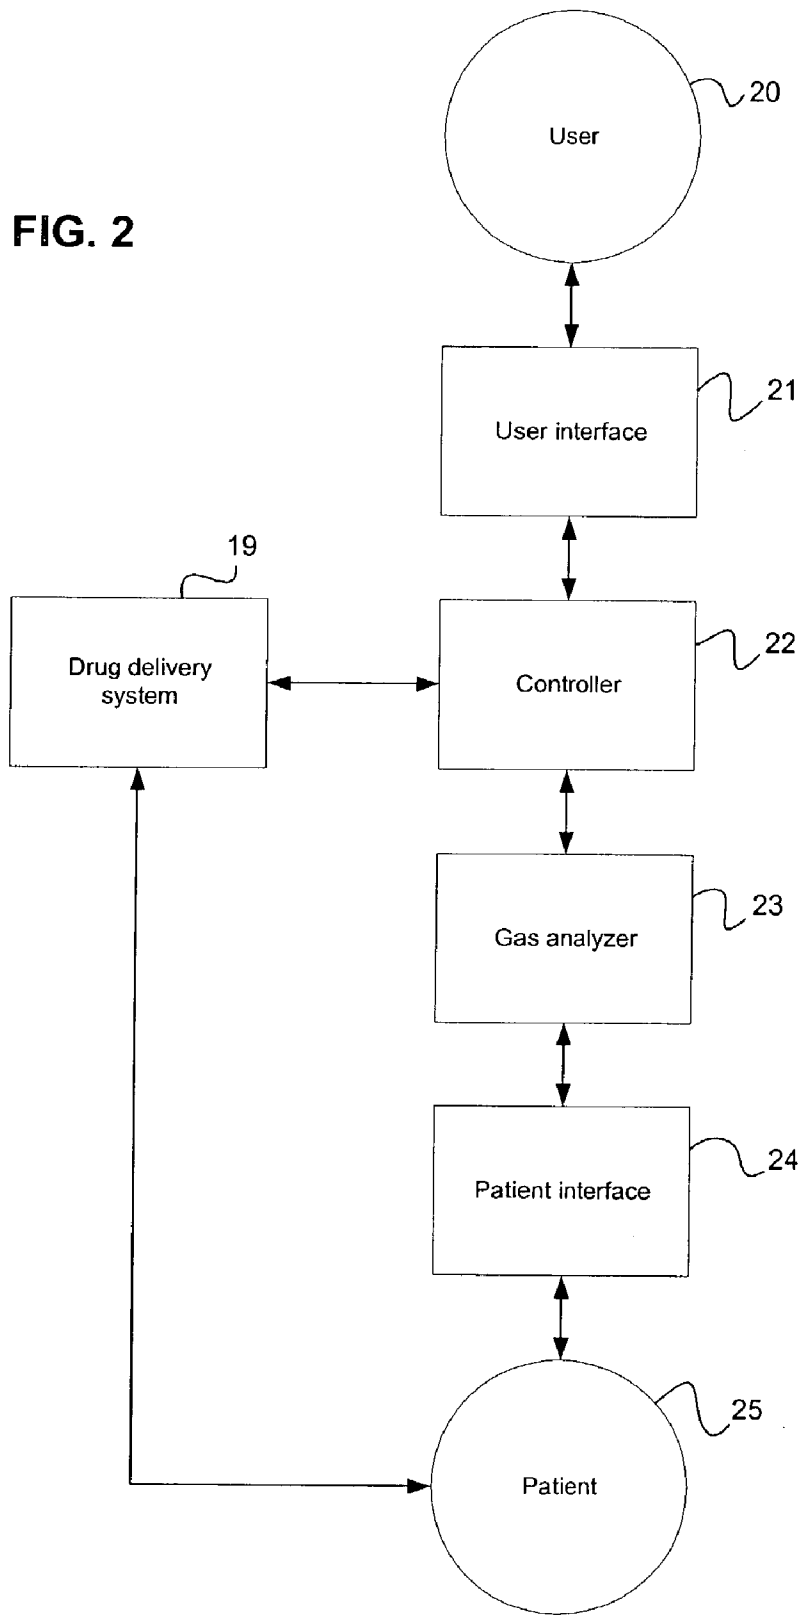 20
User
FIG. 2
21
User interface
19
22
Drug delivery
system
Controller
23
Gas analyzer
24
Patient interface
25
Patient